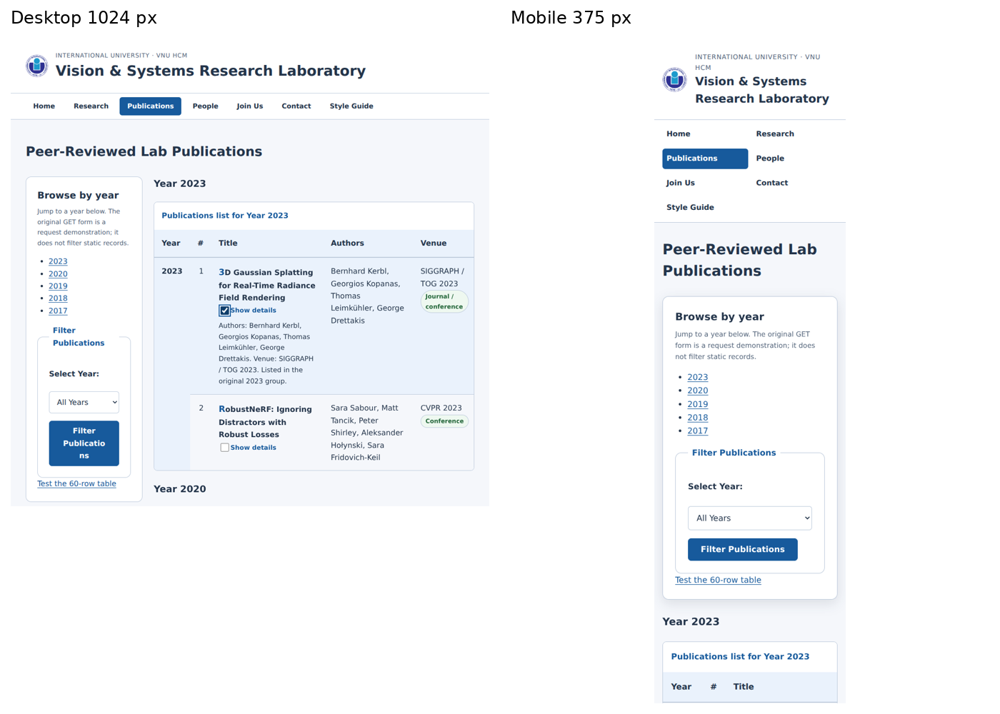 Desktop 1024 px
INTERNATIONAL UNIVERSITY · VNU HCM
Vision & Systems Research Laboratory
Home
Research
Publications
People
Join Us
Contact
Style Guide
Peer-Reviewed Lab Publications
Browse by year
Jump to a year below. The
original GET form is a
request demonstration; it
does not filter static records.
2023
2020
2019
2018
2017
Filter
Publications
Select Year:
All Years
Filter
Publicatio
ns
Test the 60-row table
Year 2023
Publications list for Year 2023
Year
#
Title
Authors
Venue
2023
1
3D Gaussian Splatting
for Real-Time Radiance
Field Rendering
Show details
Authors: Bernhard Kerbl,
Georgios Kopanas, Thomas
Leimkühler, George
Drettakis. Venue: SIGGRAPH
/ TOG 2023. Listed in the
original 2023 group.
Bernhard Kerbl,
Georgios Kopanas,
Thomas
Leimkühler, George
Drettakis
SIGGRAPH /
TOG 2023
Journal /
conference
2
RobustNeRF: Ignoring
Distractors with
Robust Losses
Show details
Sara Sabour, Matt
Tancik, Peter
Shirley, Aleksander
Hołynski, Sara
Fridovich-Keil
CVPR 2023
Conference
Year 2020
Mobile 375 px
INTERNATIONAL UNIVERSITY · VNU
HCM
Vision & Systems
Research Laboratory
Home
Research
Publications
People
Join Us
Contact
Style Guide
Peer-Reviewed Lab
Publications
Browse by year
Jump to a year below. The original GET
form is a request demonstration; it does
not filter static records.
2023
2020
2019
2018
2017
Filter Publications
Select Year:
All Years
Filter Publications
Test the 60-row table
Year 2023
Publications list for Year 2023
Year
#
Title